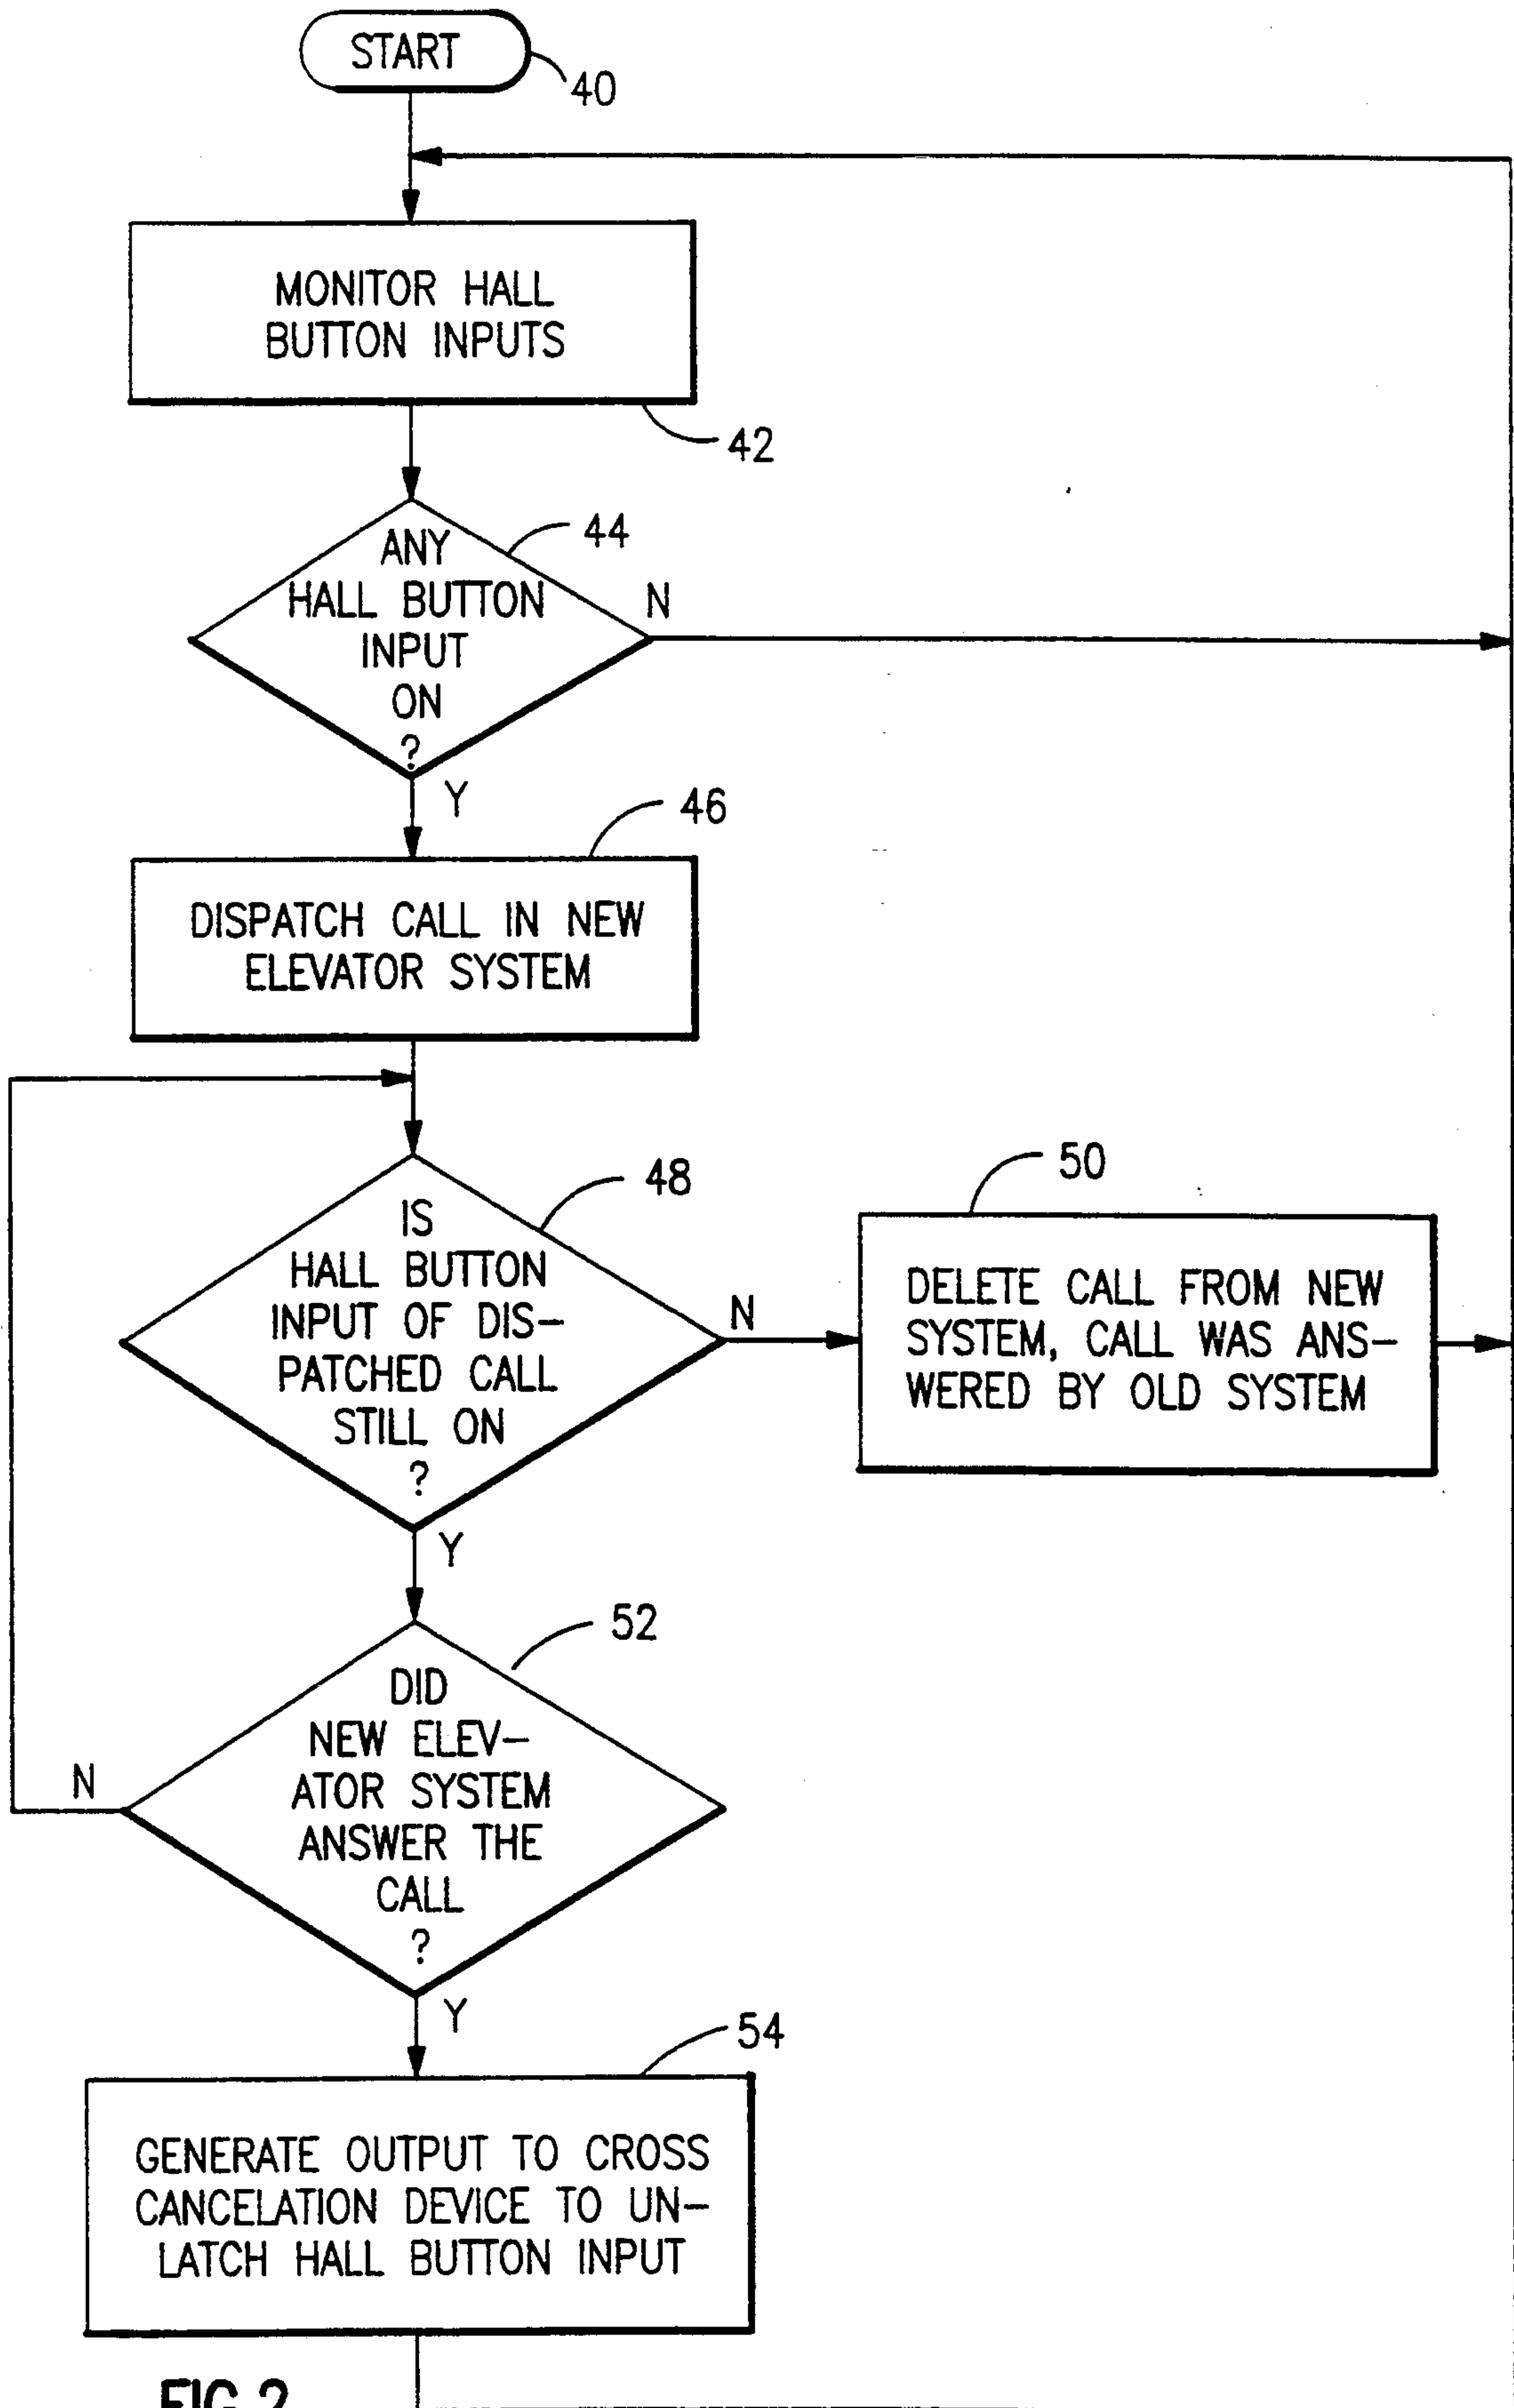 START
40
MONITOR HALL
BUTTON INPUTS
42
ANY
HALL BUTTON
INPUT
ON
?
44
N
Y
46
DISPATCH CALL IN NEW
ELEVATOR SYSTEM
48
IS
HALL BUTTON
INPUT OF DIS-
PATCHED CALL
STILL ON
?
N
Y
50
DELETE CALL FROM NEW
SYSTEM, CALL WAS ANS-
WERED BY OLD SYSTEM
52
DID
NEW ELEV-
ATOR SYSTEM
ANSWER THE
CALL
?
N
Y
54
GENERATE OUTPUT TO CROSS
CANCELATION DEVICE TO UN-
LATCH HALL BUTTON INPUT
FIG.2